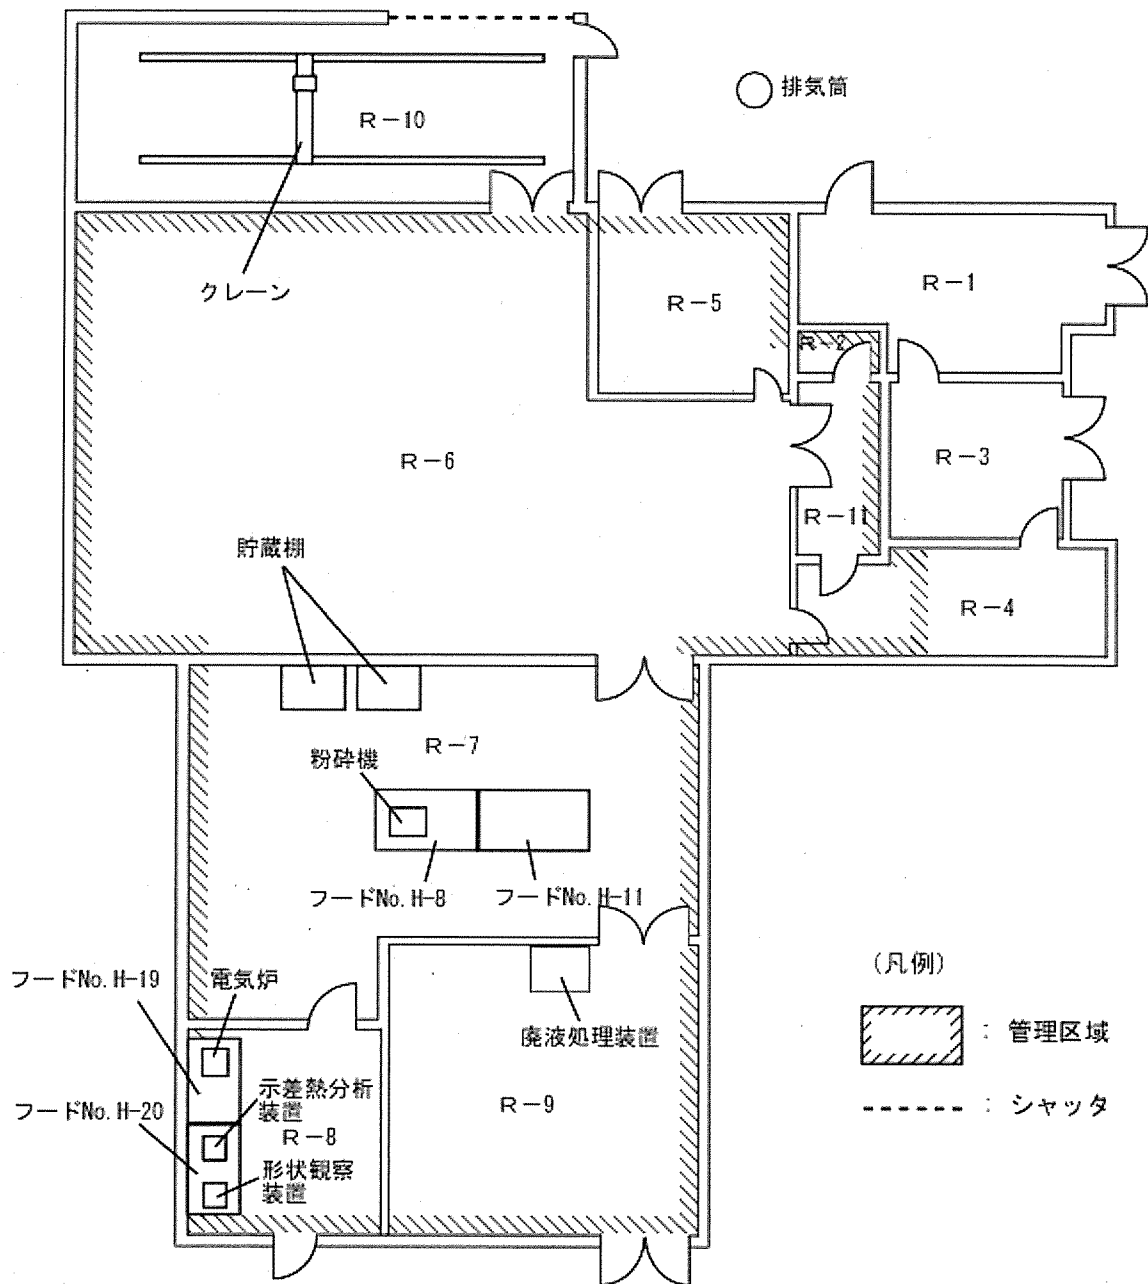 排気筒
R-10
クレーン
R-5
R-1
R-2
R-6
R-3
R-11
貯蔵棚
R-4
R-7
粉砕機
フードNo. H-8
フードNo. H-11
フードNo. H-19
電気炉
(凡例)
廃液処理装置
: 管理区域
フードNo. H-20
示差熱分析
装置
R-9
: シャッタ
R-8
形状観察
装置